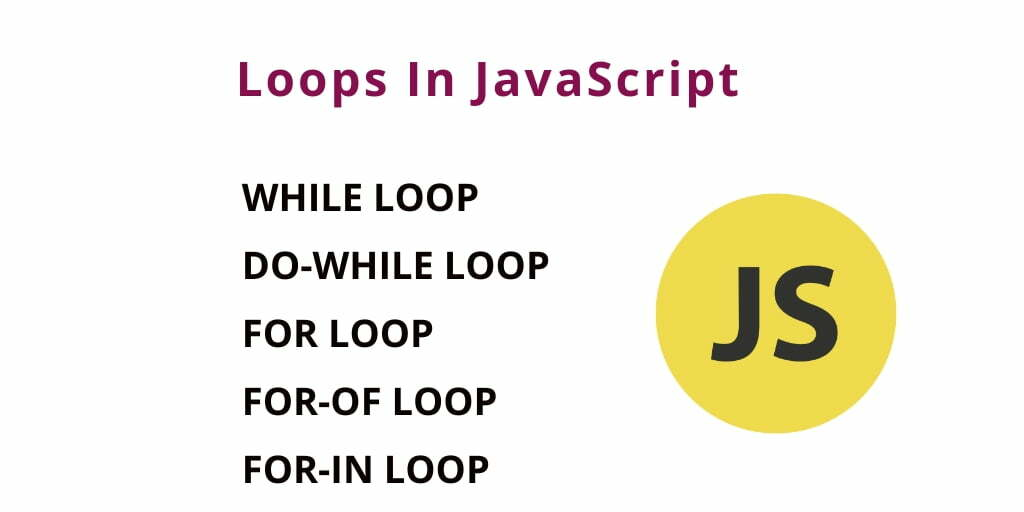 Loops In JavaScript
WHILE LOOP
DO-WHILE LOOP
FOR LOOP
FOR-OF LOOP
FOR-IN LOOP
JS